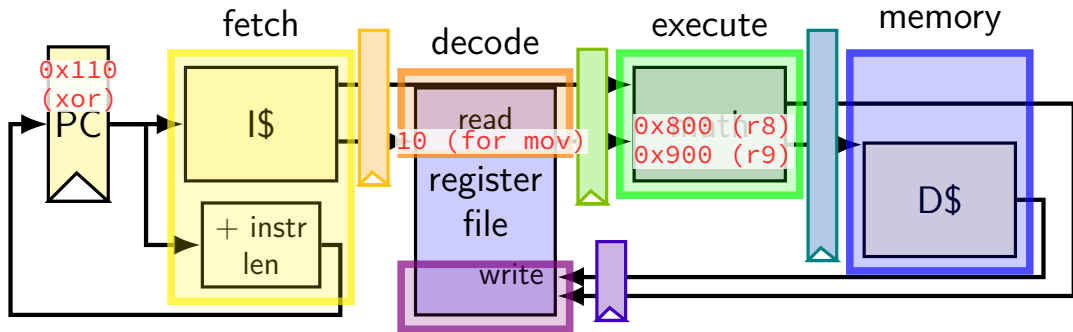 fetch
decode
execute
memory
0x110
(xor)
PC
I$
+ instr
len
read
10 (for mov)
register
file
write
math
0x800 (r8)
0x900 (r9)
D$